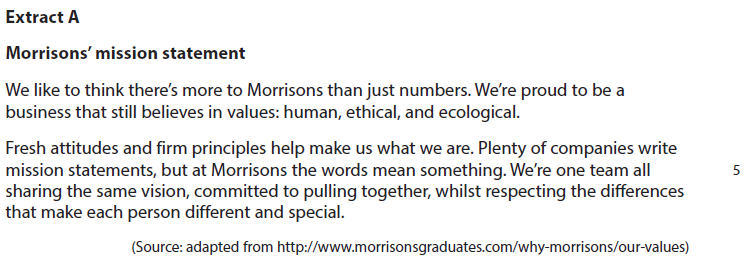 Extract A
Morrisons’ mission statement
We like to think there’s more to Morrisons than just numbers. We’re proud to be a
business that still believes in values: human, ethical, and ecological.
Fresh attitudes and firm principles help make us what we are. Plenty of companies write
mission statements, but at Morrisons the words mean something. We’re one team all 5
sharing the same vision, committed to pulling together, whilst respecting the differences
that make each person different and special.
(Source: adapted from http://www.morrisonsgraduates.com/why-morrisons/our-values)